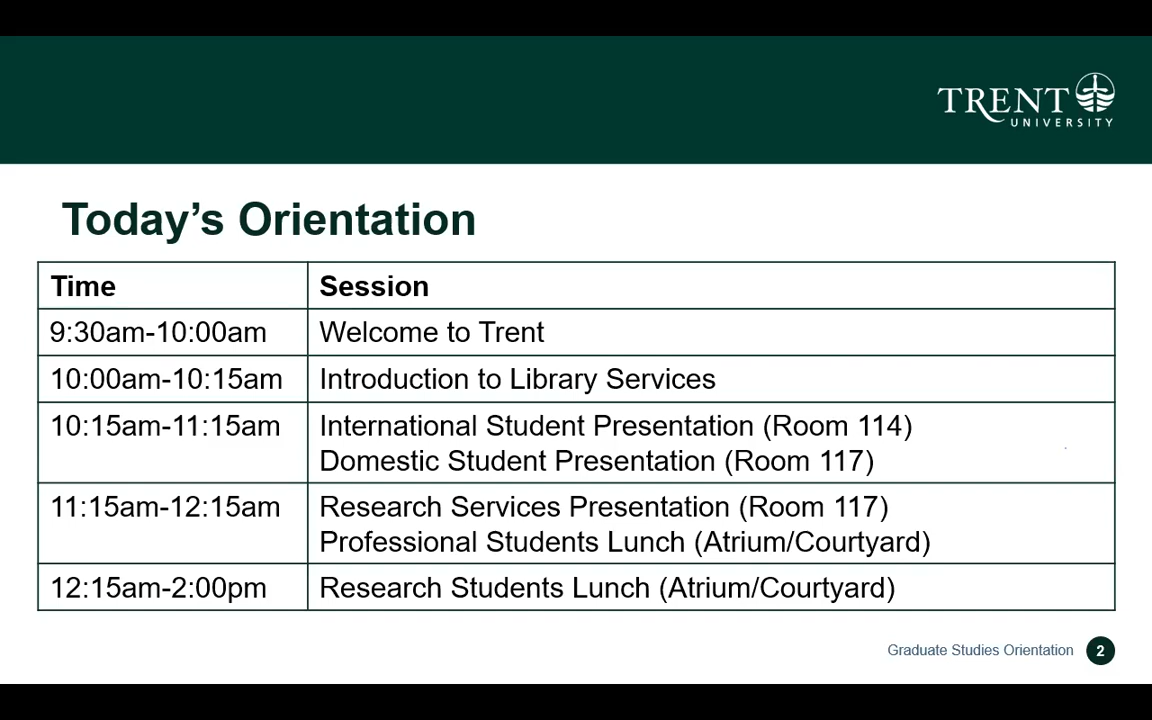 TRENT
UNIVERSITY
Today’s Orientation
Time Session
9:30am-10:00am Welcome to Trent
10:00am-10:15am Introduction to Library Services
10:15am-11:15am International Student Presentation (Room 114)
Domestic Student Presentation (Room 117)
11:15am-12:15am Research Services Presentation (Room 117)
Professional Students Lunch (Atrium/Courtyard)
12:15am-2:00pm Research Students Lunch (Atrium/Courtyard)
Graduate Studies Orientation 2